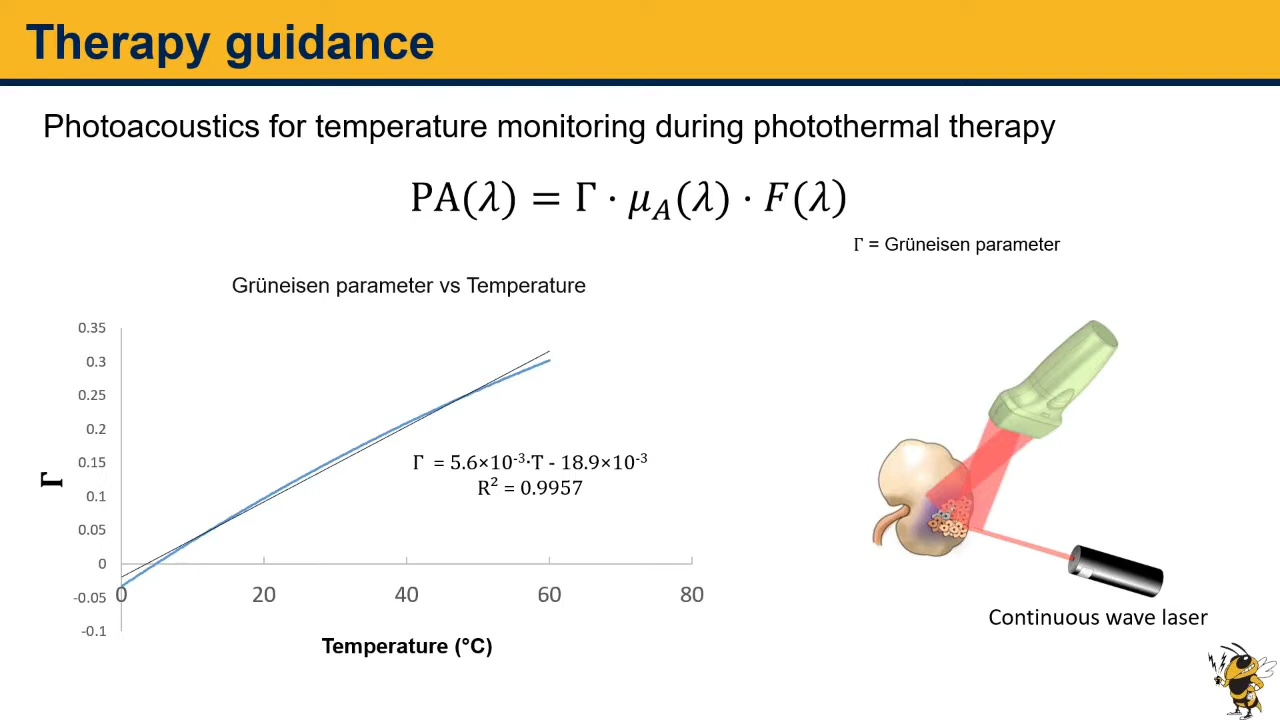 Therapy guidance
Photoacoustics for temperature monitoring during photothermal therapy
PA(λ) = Γ · μ_A(λ) · F(λ)
Γ = Grüneisen parameter
Grüneisen parameter vs Temperature
0.35
0.3
0.25
0.2
0.15
0.1
0.05
0
-0.05
-0.1
Γ
Γ = 5.6×10⁻³·T - 18.9×10⁻³
R² = 0.9957
0 20 40 60 80
Temperature (°C)
Continuous wave laser